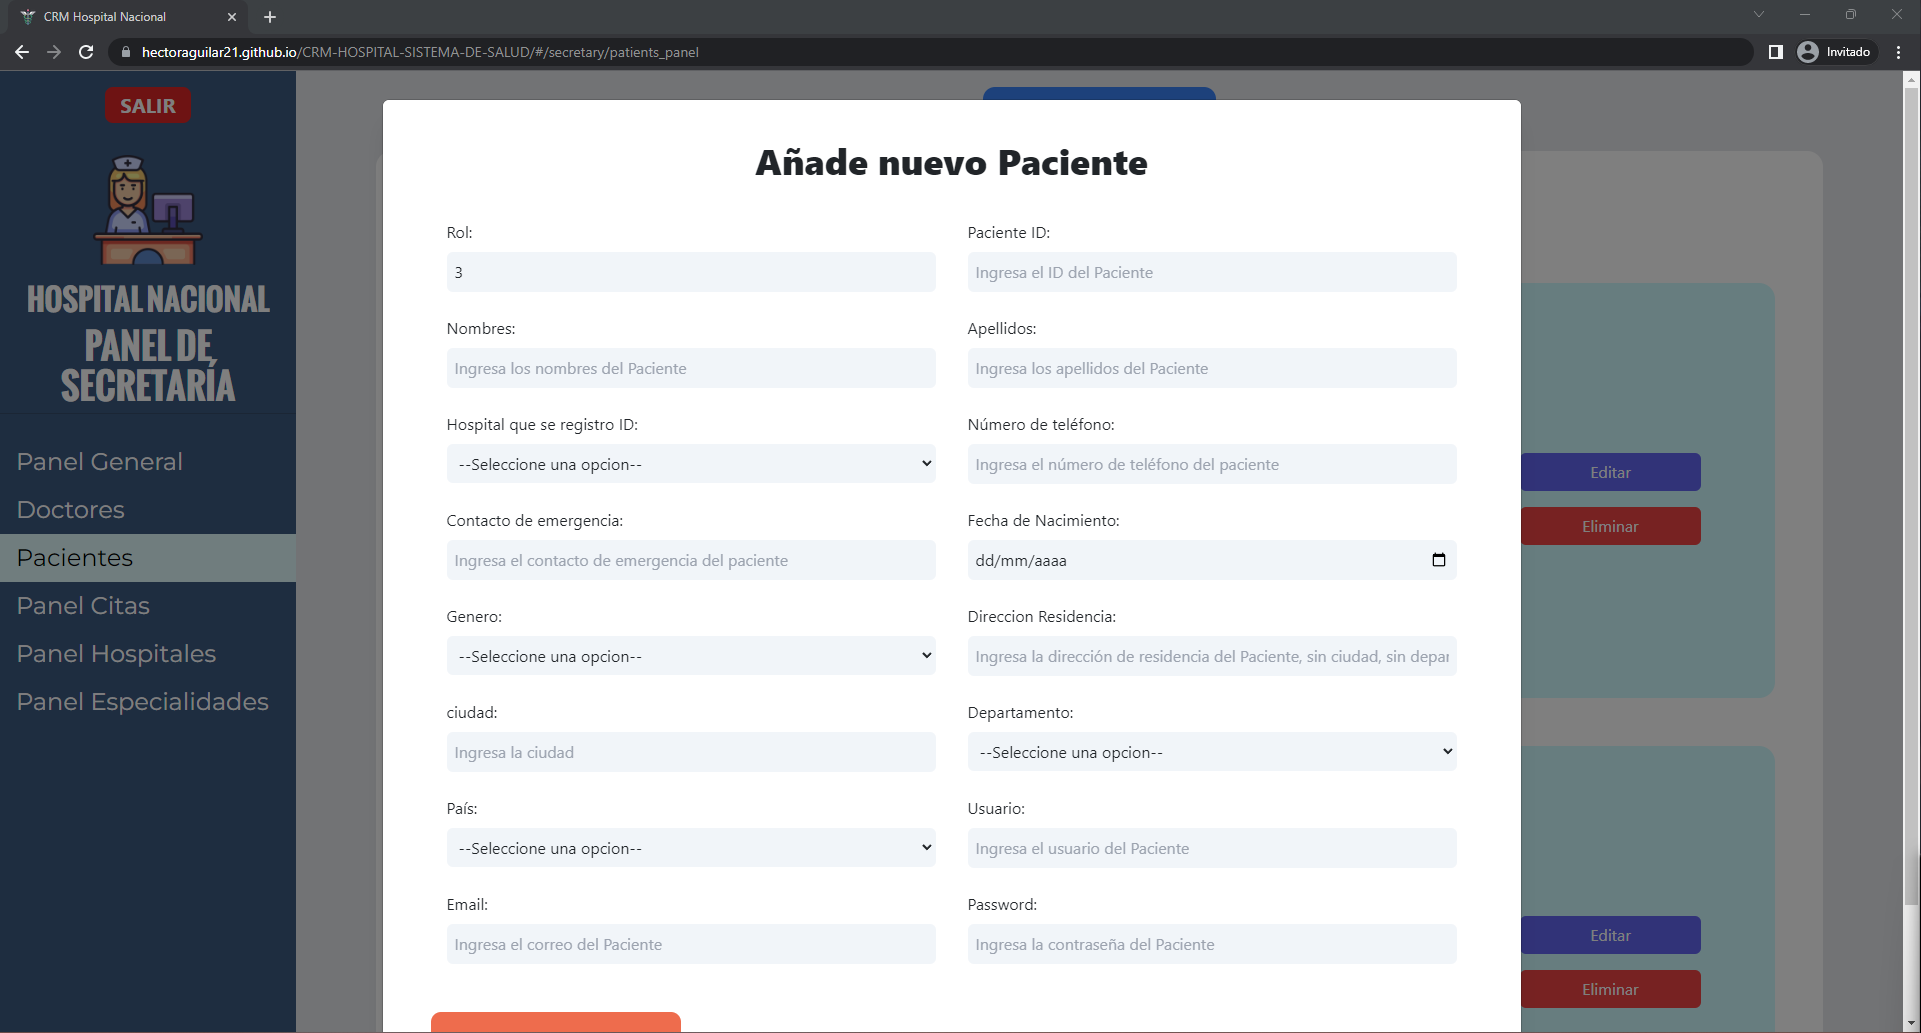 CRM Hospital Nacional
hectoraguilar21.github.io/CRM-HOSPITAL-SISTEMA-DE-SALUD/#/secretary/patients_panel
Invitado
SALIR
HOSPITAL NACIONAL
PANEL DE
SECRETARÍA
Panel General
Doctores
Pacientes
Panel Citas
Panel Hospitales
Panel Especialidades
Añade nuevo Paciente
Rol:
3
Paciente ID:
Ingresa el ID del Paciente
Nombres:
Ingresa los nombres del Paciente
Apellidos:
Ingresa los apellidos del Paciente
Hospital que se registro ID:
--Seleccione una opcion--
Número de teléfono:
Ingresa el número de teléfono del paciente
Contacto de emergencia:
Ingresa el contacto de emergencia del paciente
Fecha de Nacimiento:
dd/mm/aaaa
Genero:
--Seleccione una opcion--
Direccion Residencia:
Ingresa la dirección de residencia del Paciente, sin ciudad, sin depar
ciudad:
Ingresa la ciudad
Departamento:
--Seleccione una opcion--
País:
--Seleccione una opcion--
Usuario:
Ingresa el usuario del Paciente
Email:
Ingresa el correo del Paciente
Password:
Ingresa la contraseña del Paciente
Editar
Eliminar
Editar
Eliminar